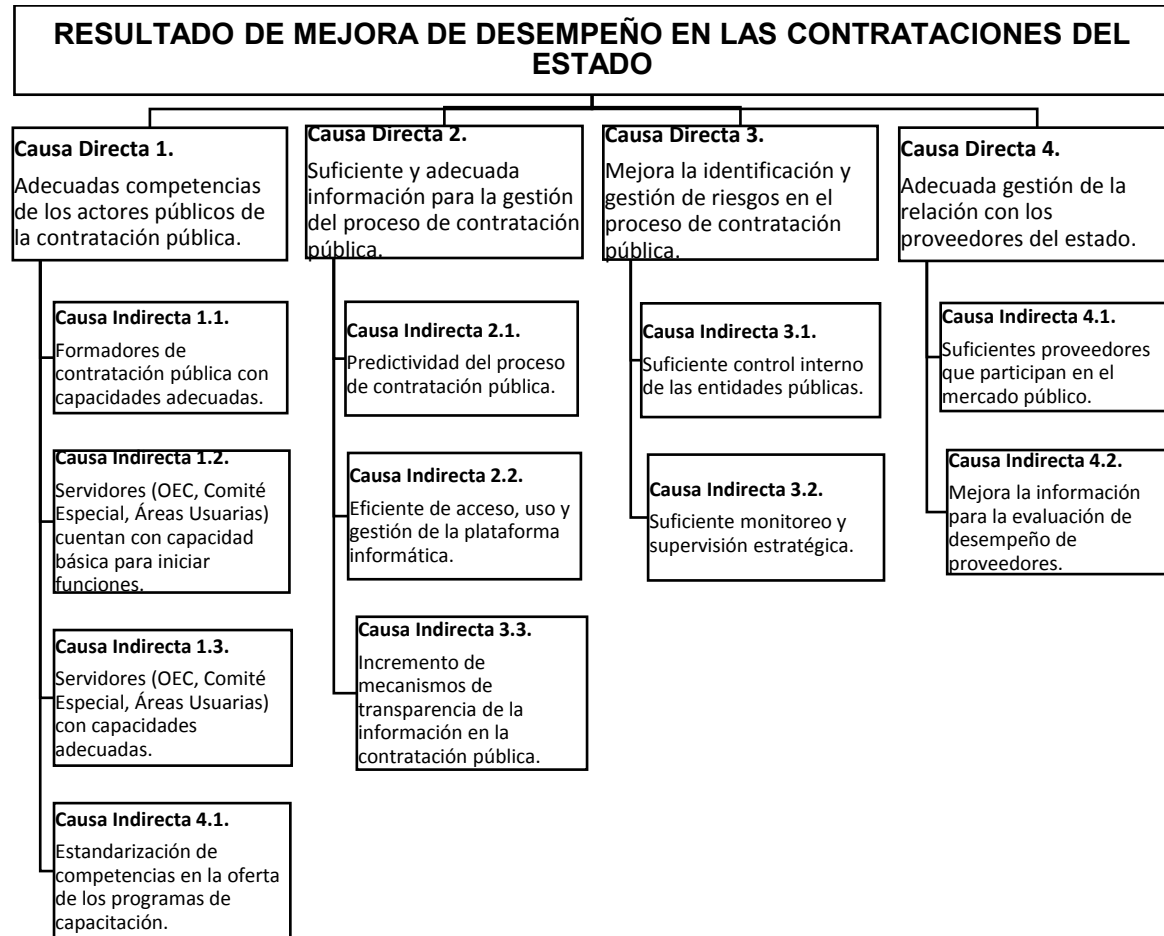 RESULTADO DE MEJORA DE DESEMPEÑO EN LAS CONTRATACIONES DEL
ESTADO
Causa Directa 1.
Adecuadas competencias
de los actores públicos de
la contratación pública.
Causa Indirecta 1.1.
Formadores de
contratación pública con
capacidades adecuadas.
Causa Indirecta 1.2.
Servidores (OEC, Comité
Especial, Áreas Usuarias)
cuentan con capacidad
básica para iniciar
funciones.
Causa Indirecta 1.3.
Servidores (OEC, Comité
Especial, Áreas Usuarias)
con capacidades
adecuadas.
Causa Indirecta 4.1.
Estandarización de
competencias en la oferta
de los programas de
capacitación.
Causa Directa 2.
Suficiente y adecuada
información para la gestión
del proceso de contratación
pública.
Causa Indirecta 2.1.
Predictividad del proceso
de contratación pública.
Causa Indirecta 2.2.
Eficiente de acceso, uso y
gestión de la plataforma
informática.
Causa Indirecta 3.3.
Incremento de
mecanismos de
transparencia de la
información en la
contratación pública.
Causa Directa 3.
Mejora la identificación y
gestión de riesgos en el
proceso de contratación
pública.
Causa Indirecta 3.1.
Suficiente control interno
de las entidades públicas.
Causa Indirecta 3.2.
Suficiente monitoreo y
supervisión estratégica.
Causa Directa 4.
Adecuada gestión de la
relación con los
proveedores del estado.
Causa Indirecta 4.1.
Suficientes proveedores
que participan en el
mercado público.
Causa Indirecta 4.2.
Mejora la información
para la evaluación de
desempeño de
proveedores.